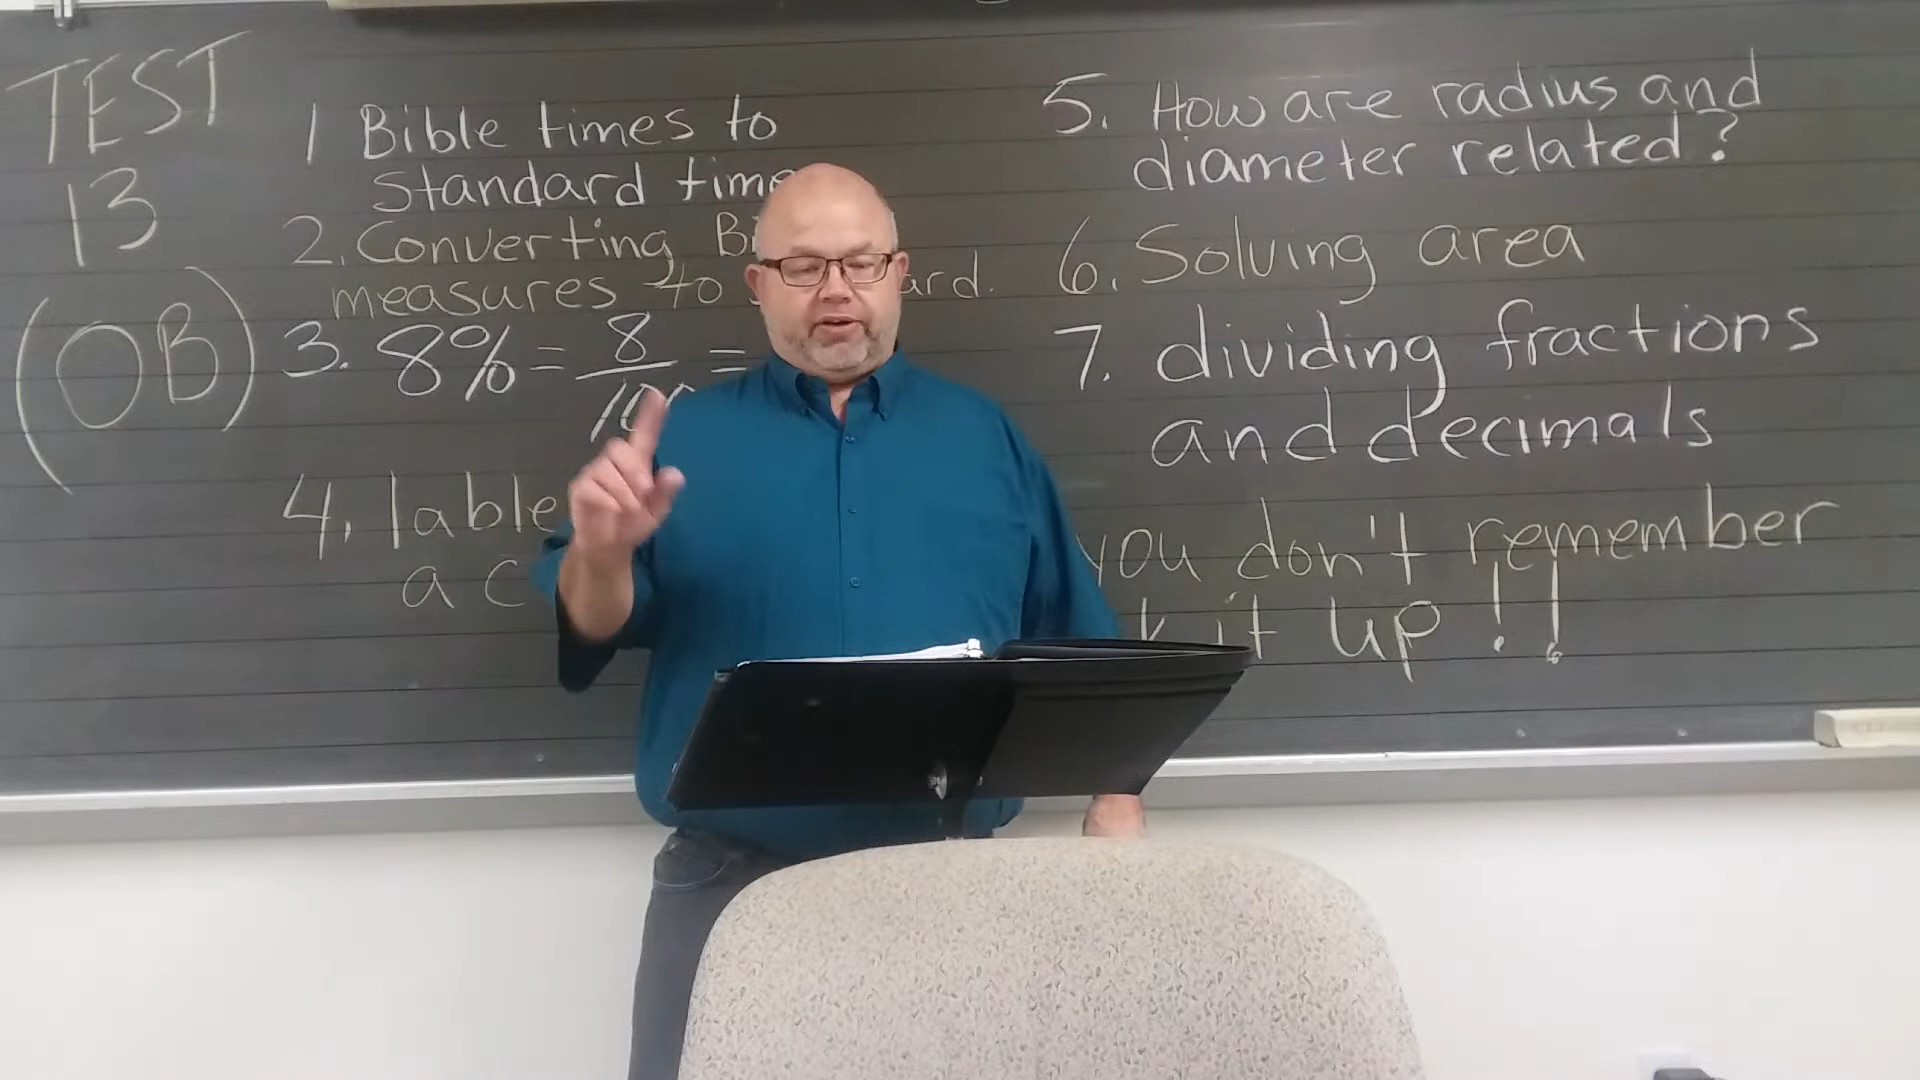 TEST
13
(OB)
1 Bible times to
Standard time
2. Converting
measures to
3. 8% = 8/100 =
4. lable
a
5. How are radius and
diameter related?
6. Solving area
7. dividing fractions
and decimals
you don't remember
it up!!